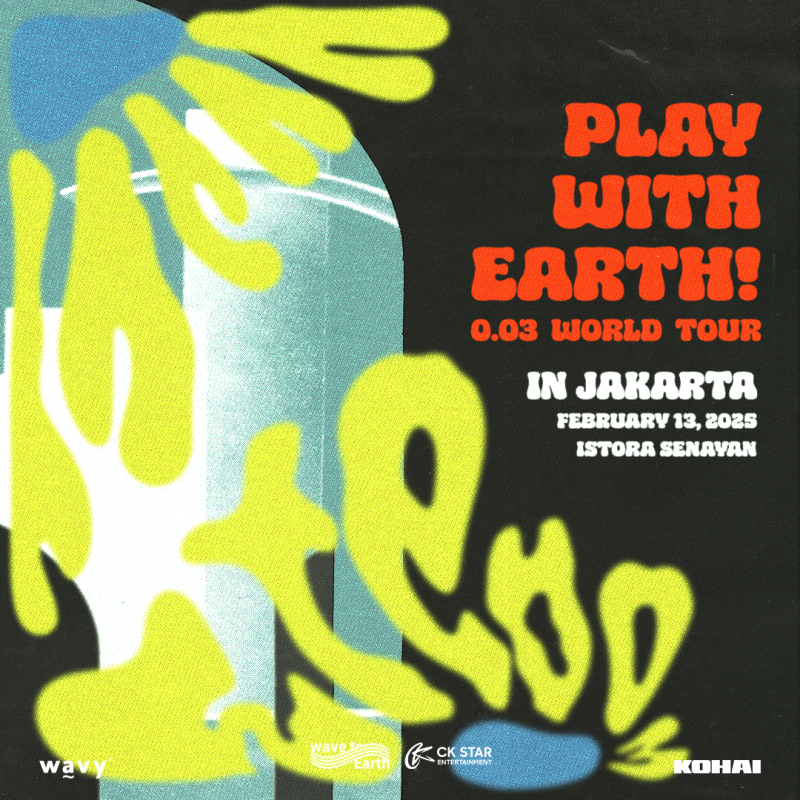 PLAY
WITH
EARTH!
0.03 WORLD TOUR
IN JAKARTA
FEBRUARY 13, 2025
ISTORA SENAYAN
wavy
wave to
Earth
CK STAR
ENTERTAINMENT
KOHAI